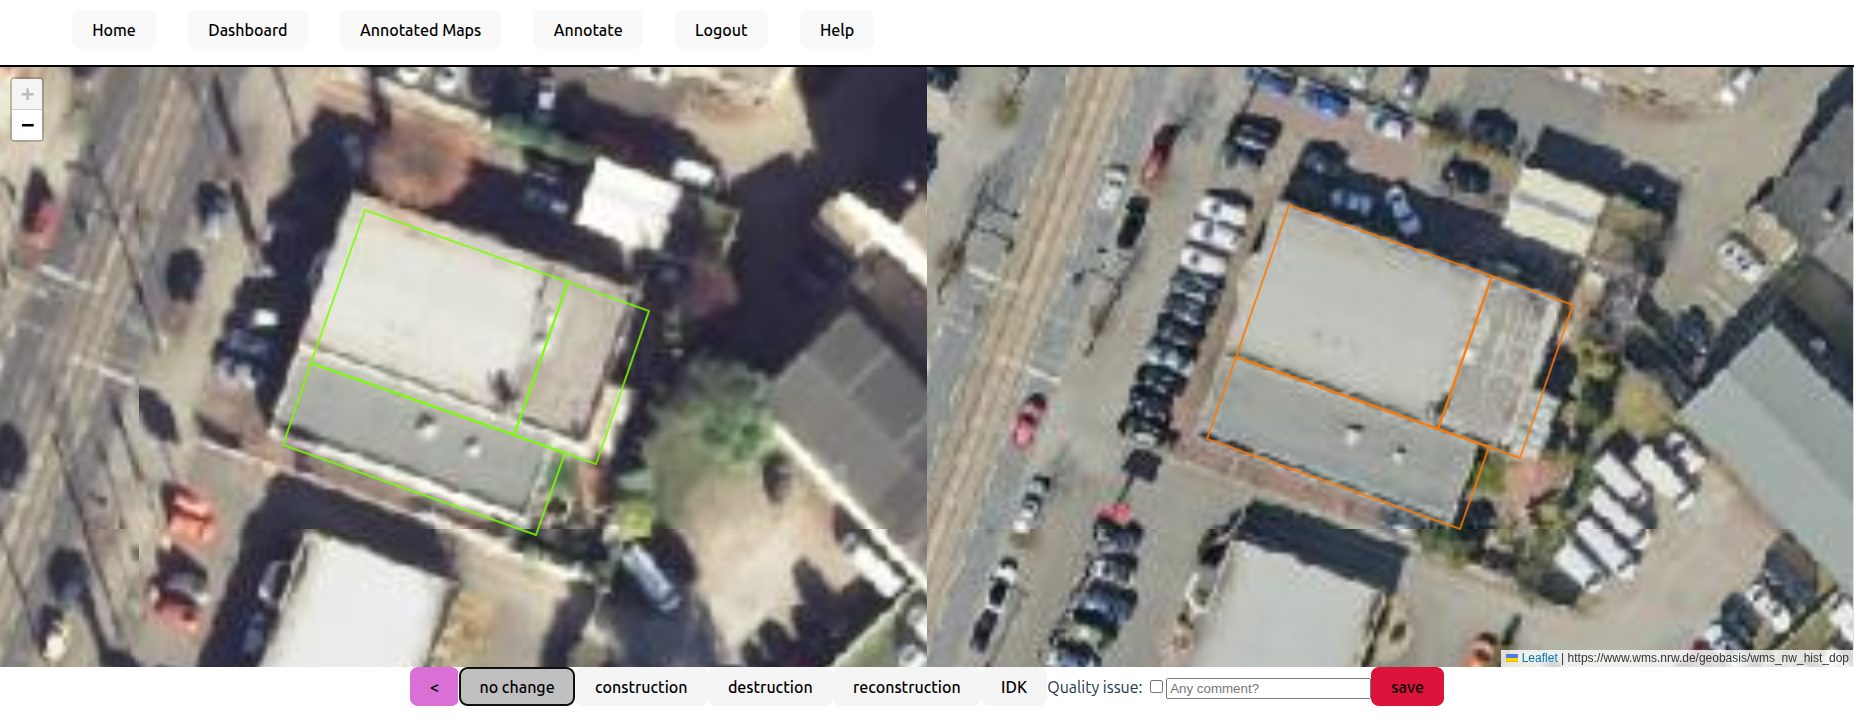 Home Dashboard Annotated Maps Annotate Logout Help
+
−
Leaflet | https://www.wms.nrw.de/geobasis/wms_nw_hist_dop
< no change construction destruction reconstruction IDK Quality issue: Any comment? save